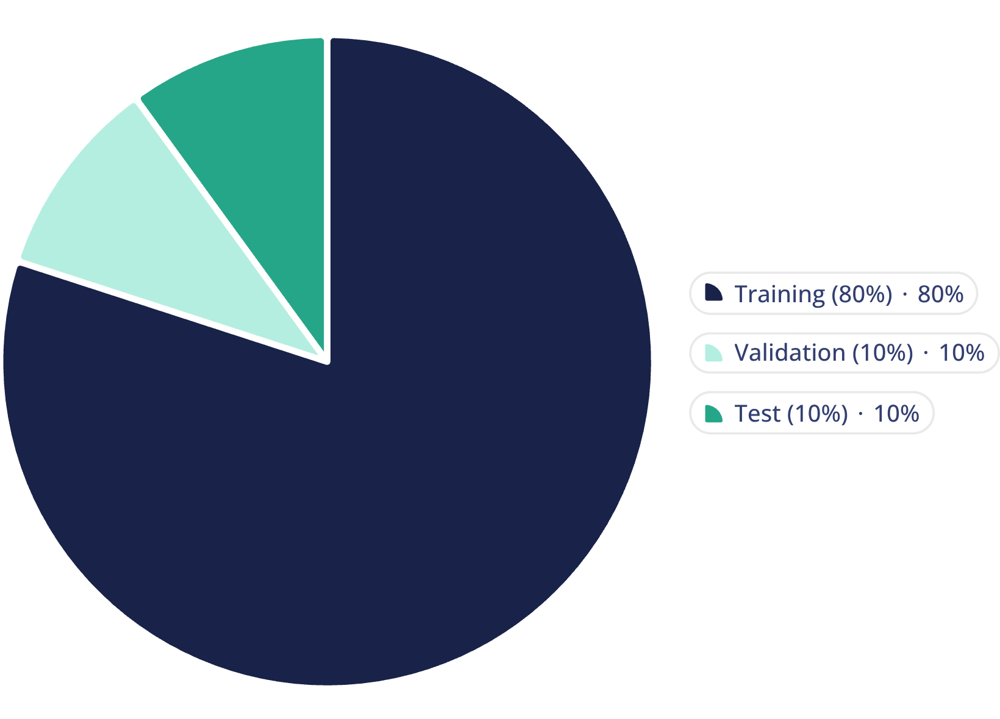 Training (80%) · 80%
Validation (10%) · 10%
Test (10%) · 10%